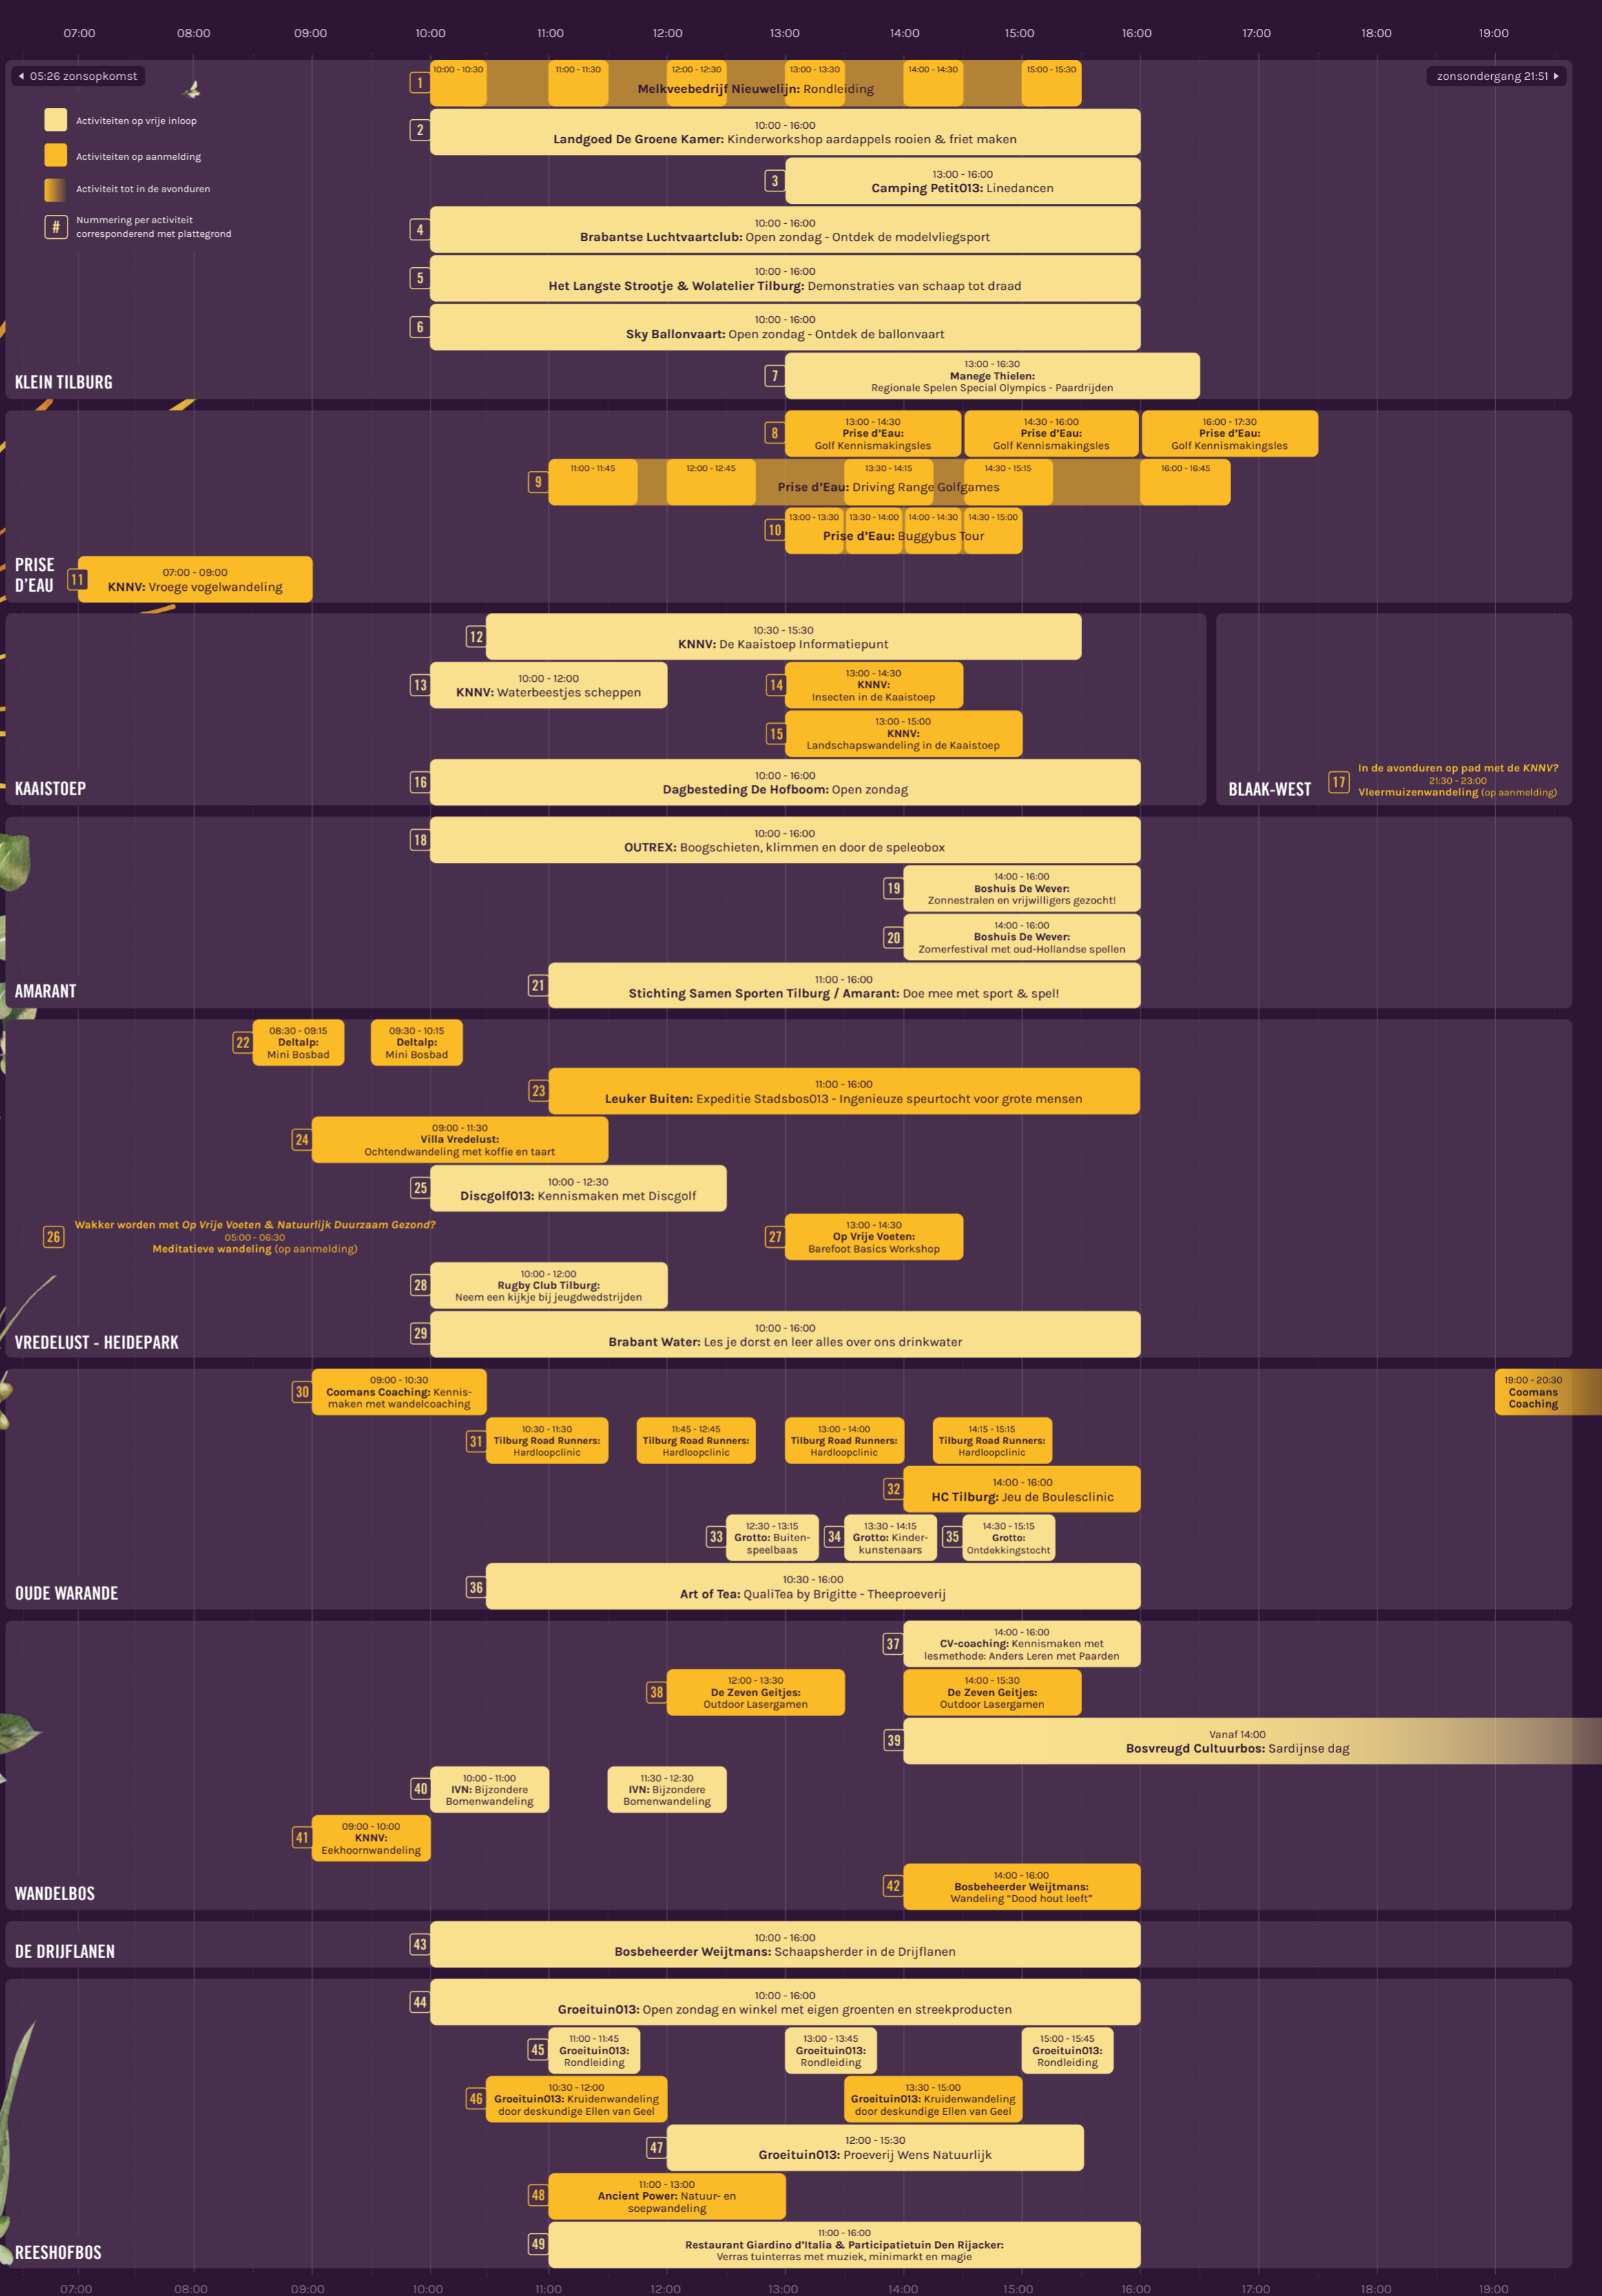 07:00 08:00 09:00 10:00 11:00 12:00 13:00 14:00 15:00 16:00 17:00 18:00 19:00
05:26 zonsopkomst
zonsondergang 21:51
Activiteiten op vrije inloop
Activiteiten op aanmelding
Activiteit tot in de avonduren
# Nummering per activiteit
corresponderend met plattegrond
KLEIN TILBURG
1
10:00 - 10:30 11:00 - 11:30 12:00 - 12:30 13:00 - 13:30 14:00 - 14:30 15:00 - 15:30
Melkveebedrijf Nieuwelijn: Rondleiding
2
10:00 - 16:00
Landgoed De Groene Kamer: Kinderworkshop aardappels rooien & friet maken
3
13:00 - 16:00
Camping Petit013: Linedancen
4
10:00 - 16:00
Brabantse Luchtvaartclub: Open zondag - Ontdek de modelvliegsport
5
10:00 - 16:00
Het Langste Strootje & Wolatelier Tilburg: Demonstraties van schaap tot draad
6
10:00 - 16:00
Sky Ballonvaart: Open zondag - Ontdek de ballonvaart
7
13:00 - 16:30
Manege Thielen:
Regionale Spelen Special Olympics - Paardrijden
PRISE
D'EAU
8
13:00 - 14:30
Prise d'Eau:
Golf Kennismakingsles
14:30 - 16:00
Prise d'Eau:
Golf Kennismakingsles
16:00 - 17:30
Prise d'Eau:
Golf Kennismakingsles
9
11:00 - 11:45 12:00 - 12:45 13:30 - 14:15 14:30 - 15:15 16:00 - 16:45
Prise d'Eau: Driving Range Golfgames
10
13:00 - 13:30 13:30 - 14:00 14:00 - 14:30 14:30 - 15:00
Prise d'Eau: Buggybus Tour
11
07:00 - 09:00
KNNV: Vroege vogelwandeling
KAAISTOEP
12
10:30 - 15:30
KNNV: De Kaaistoep Informatiepunt
13
10:00 - 12:00
KNNV: Waterbeestjes scheppen
14
13:00 - 14:30
KNNV:
Insecten in de Kaaistoep
15
13:00 - 15:00
KNNV:
Landschapswandeling in de Kaaistoep
16
10:00 - 16:00
Dagbesteding De Hofboom: Open zondag
BLAAK-WEST
17
In de avonduren op pad met de KNNV?
21:30 - 23:00
Vleermuizenwandeling (op aanmelding)
AMARANT
18
10:00 - 16:00
OUTREX: Boogschieten, klimmen en door de speleobox
19
14:00 - 16:00
Boshuis De Wever:
Zonnestralen en vrijwilligers gezocht!
20
14:00 - 16:00
Boshuis De Wever:
Zomerfestival met oud-Hollandse spellen
21
11:00 - 16:00
Stichting Samen Sporten Tilburg / Amarant: Doe mee met sport & spel!
VREDELUST - HEIDEPARK
22
08:30 - 09:15
Deltalp:
Mini Bosbad
09:30 - 10:15
Deltalp:
Mini Bosbad
23
11:00 - 16:00
Leuker Buiten: Expeditie Stadsbos013 - Ingenieuze speurtocht voor grote mensen
24
09:00 - 11:30
Villa Vredelust:
Ochtendwandeling met koffie en taart
25
10:00 - 12:30
Discgolf013: Kennismaken met Discgolf
26
Wakker worden met Op Vrije Voeten & Natuurlijk Duurzaam Gezond?
05:00 - 06:30
Meditatieve wandeling (op aanmelding)
27
13:00 - 14:30
Op Vrije Voeten:
Barefoot Basics Workshop
28
10:00 - 12:00
Rugby Club Tilburg:
Neem een kijkje bij jeugdwedstrijden
29
10:00 - 16:00
Brabant Water: Les je dorst en leer alles over ons drinkwater
OUDE WARANDE
30
09:00 - 10:30
Coomans Coaching: Kennis-
maken met wandelcoaching
19:00 - 20:30
Coomans
Coaching
31
10:30 - 11:30
Tilburg Road Runners:
Hardloopclinic
11:45 - 12:45
Tilburg Road Runners:
Hardloopclinic
13:00 - 14:00
Tilburg Road Runners:
Hardloopclinic
14:15 - 15:15
Tilburg Road Runners:
Hardloopclinic
32
14:00 - 16:00
HC Tilburg: Jeu de Boulesclinic
33
12:30 - 13:15
Grotto: Buiten-
speelbaas
34
13:30 - 14:15
Grotto: Kinder-
kunstenaars
35
14:30 - 15:15
Grotto:
Ontdekkingstocht
36
10:30 - 16:00
Art of Tea: QualiTea by Brigitte - Theeproeverij
WANDELBOS
37
14:00 - 16:00
CV-coaching: Kennismaken met
lesmethode: Anders Leren met Paarden
38
12:00 - 13:30
De Zeven Geitjes:
Outdoor Lasergamen
14:00 - 15:30
De Zeven Geitjes:
Outdoor Lasergamen
39
Vanaf 14:00
Bosvreugd Cultuurbos: Sardijnse dag
40
10:00 - 11:00
IVN: Bijzondere
Bomenwandeling
11:30 - 12:30
IVN: Bijzondere
Bomenwandeling
41
09:00 - 10:00
KNNV:
Eekhoornwandeling
42
14:00 - 16:00
Bosbeheerder Weijtmans:
Wandeling "Dood hout leeft"
DE DRIJFLANEN
43
10:00 - 16:00
Bosbeheerder Weijtmans: Schaapsherder in de Drijflanen
REESHOFBOS
44
10:00 - 16:00
Groeituin013: Open zondag en winkel met eigen groenten en streekproducten
45
11:00 - 11:45
Groeituin013:
Rondleiding
13:00 - 13:45
Groeituin013:
Rondleiding
15:00 - 15:45
Groeituin013:
Rondleiding
46
10:30 - 12:00
Groeituin013: Kruidenwandeling
door deskundige Ellen van Geel
13:30 - 15:00
Groeituin013: Kruidenwandeling
door deskundige Ellen van Geel
47
12:00 - 15:30
Groeituin013: Proeverij Wens Natuurlijk
48
11:00 - 13:00
Ancient Power: Natuur- en
soepwandeling
49
11:00 - 16:00
Restaurant Giardino d'Italia & Participatietuin Den Rijacker:
Verras tuinterras met muziek, minimarkt en magie
07:00 08:00 09:00 10:00 11:00 12:00 13:00 14:00 15:00 16:00 17:00 18:00 19:00